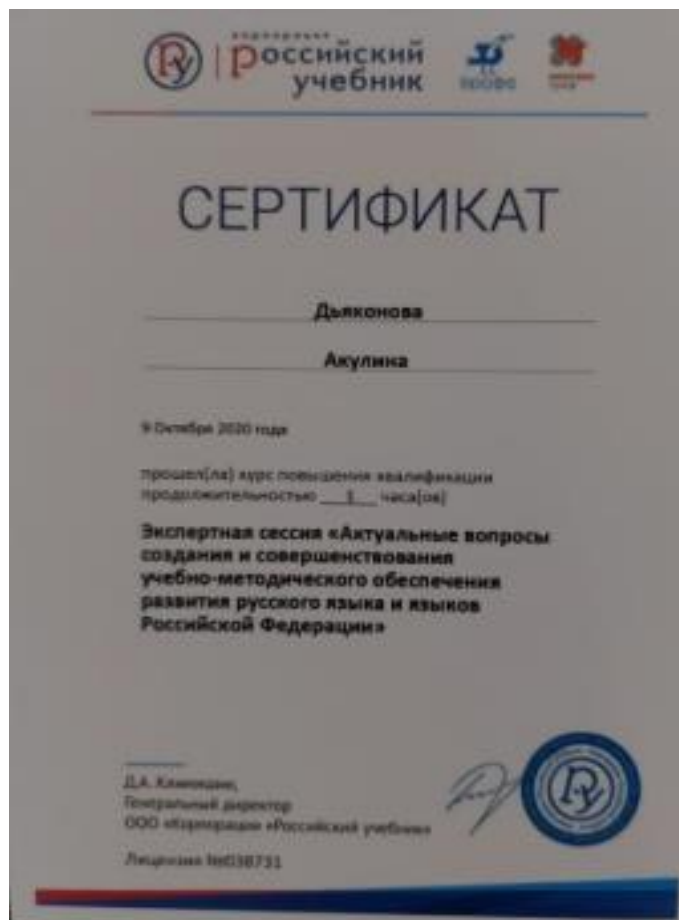 корпорация
российский
учебник
СЕРТИФИКАТ
Дьяконова
Акулина
9 Октября 2020 года
прошел(ла) курс повышения квалификации
продолжительностью 1 часа(ов)
Экспертная сессия «Актуальные вопросы
создания и совершенствования
учебно-методического обеспечения
развития русского языка и языков
Российской Федерации»
Д.А.
Генеральный директор
ООО «Корпорация «Российский учебник»
Лицензия №038731